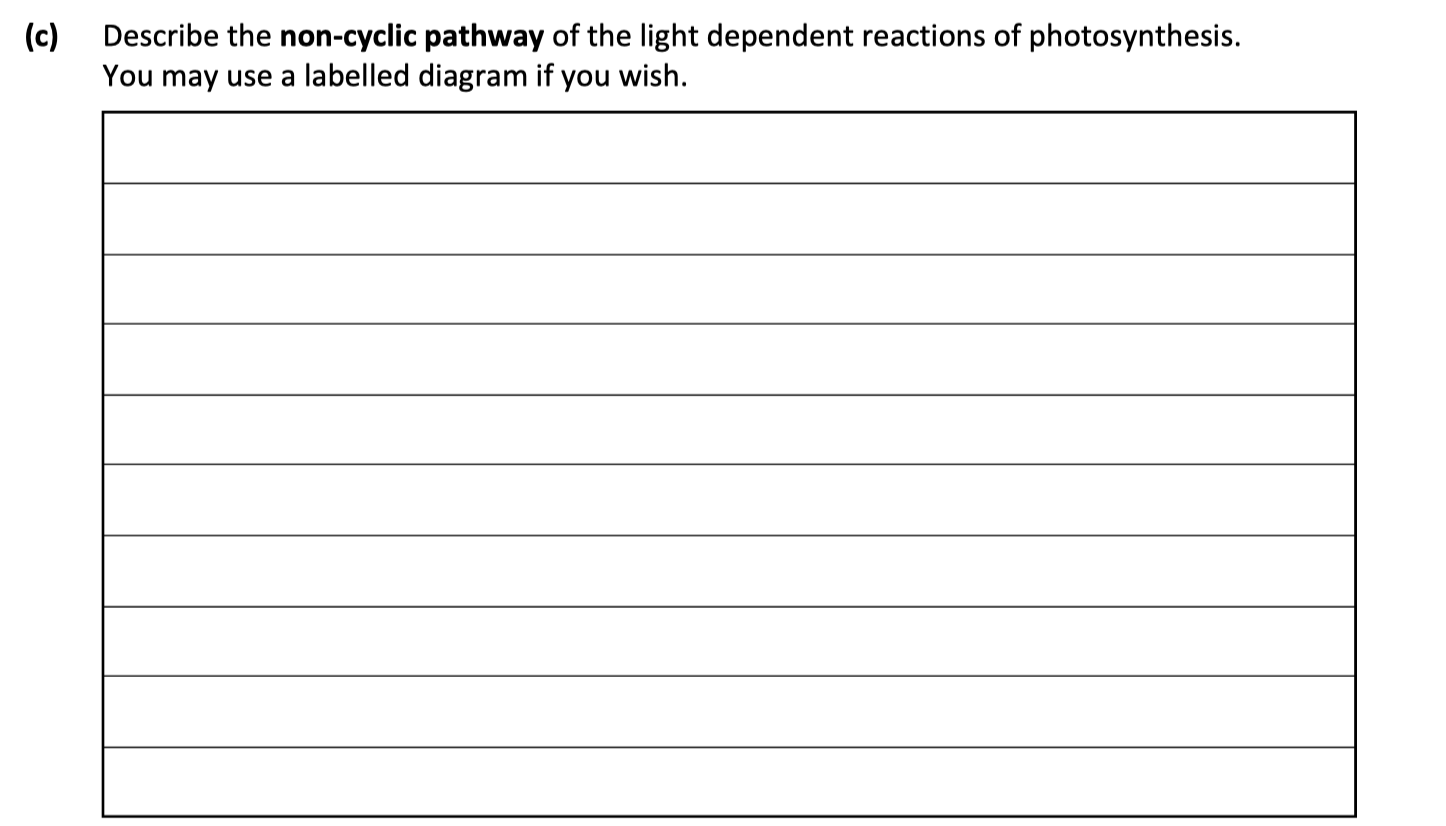 (c) Describe the non-cyclic pathway of the light dependent reactions of photosynthesis.
You may use a labelled diagram if you wish.